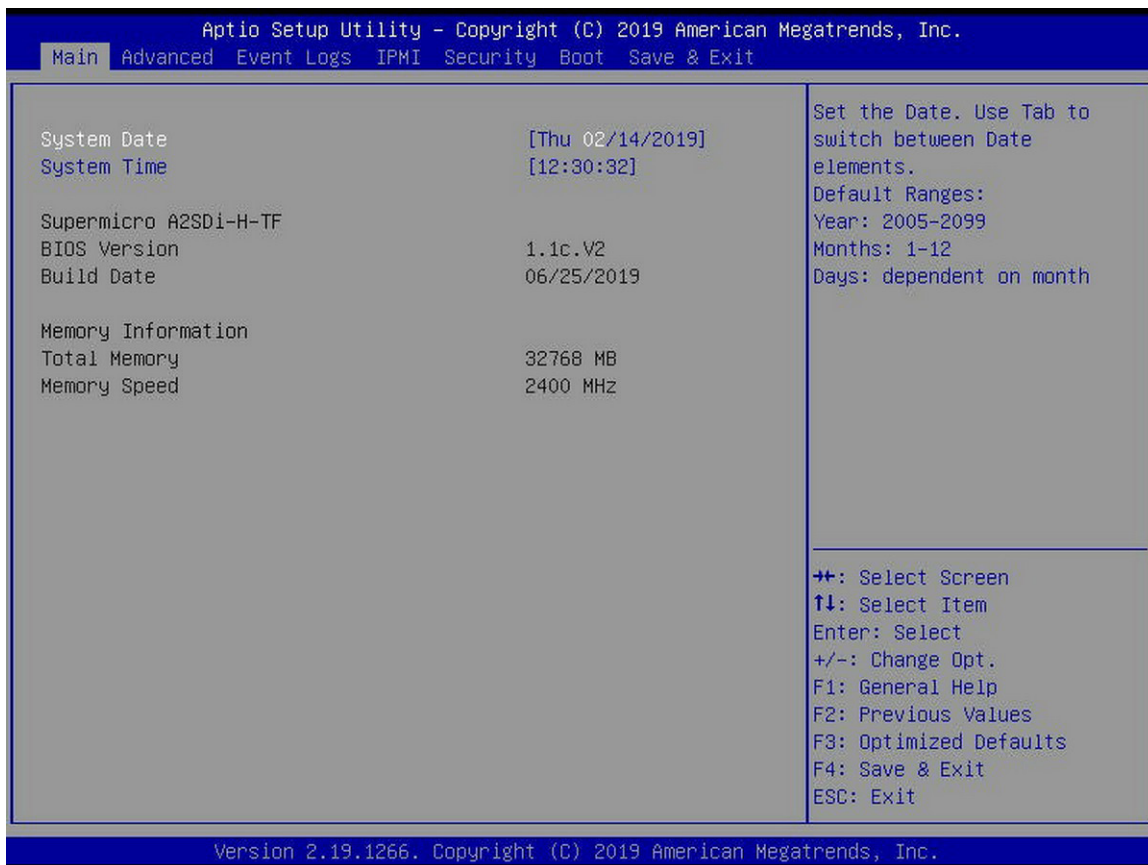 Aptio Setup Utility – Copyright (C) 2019 American Megatrends, Inc.
Main Advanced Event Logs IPMI Security Boot Save & Exit
System Date [Thu 02/14/2019]
System Time [12:30:32]
Supermicro A2SDi-H-TF
BIOS Version 1.1c.V2
Build Date 06/25/2019
Memory Information
Total Memory 32768 MB
Memory Speed 2400 MHz
Set the Date. Use Tab to
switch between Date
elements.
Default Ranges:
Year: 2005-2099
Months: 1-12
Days: dependent on month
→←: Select Screen
↑↓: Select Item
Enter: Select
+/-: Change Opt.
F1: General Help
F2: Previous Values
F3: Optimized Defaults
F4: Save & Exit
ESC: Exit
Version 2.19.1266. Copyright (C) 2019 American Megatrends, Inc.